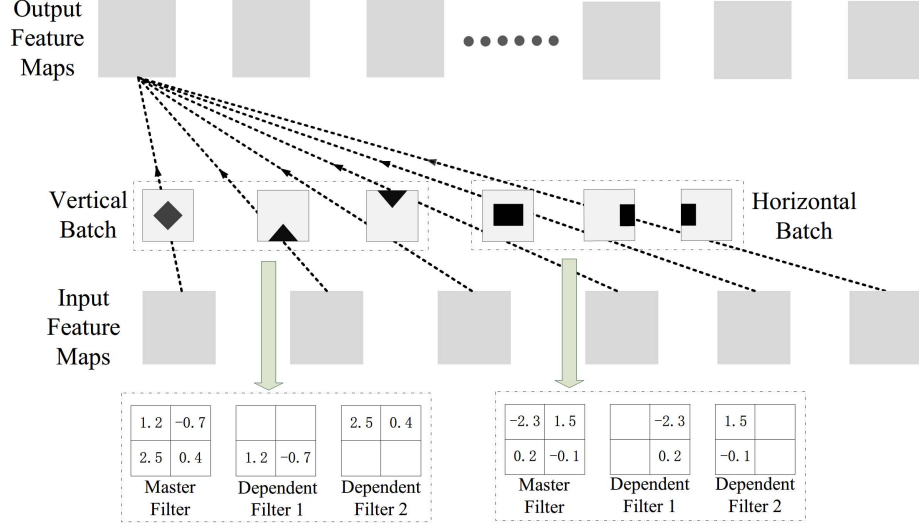 Output
Feature
Maps
Vertical
Batch
Horizontal
Batch
Input
Feature
Maps
1.2 -0.7
2.5 0.4
Master
Filter
1.2 -0.7
Dependent
Filter 1
2.5 0.4
Dependent
Filter 2
-2.3 1.5
0.2 -0.1
Master
Filter
-2.3
0.2
Dependent
Filter 1
1.5
-0.1
Dependent
Filter 2